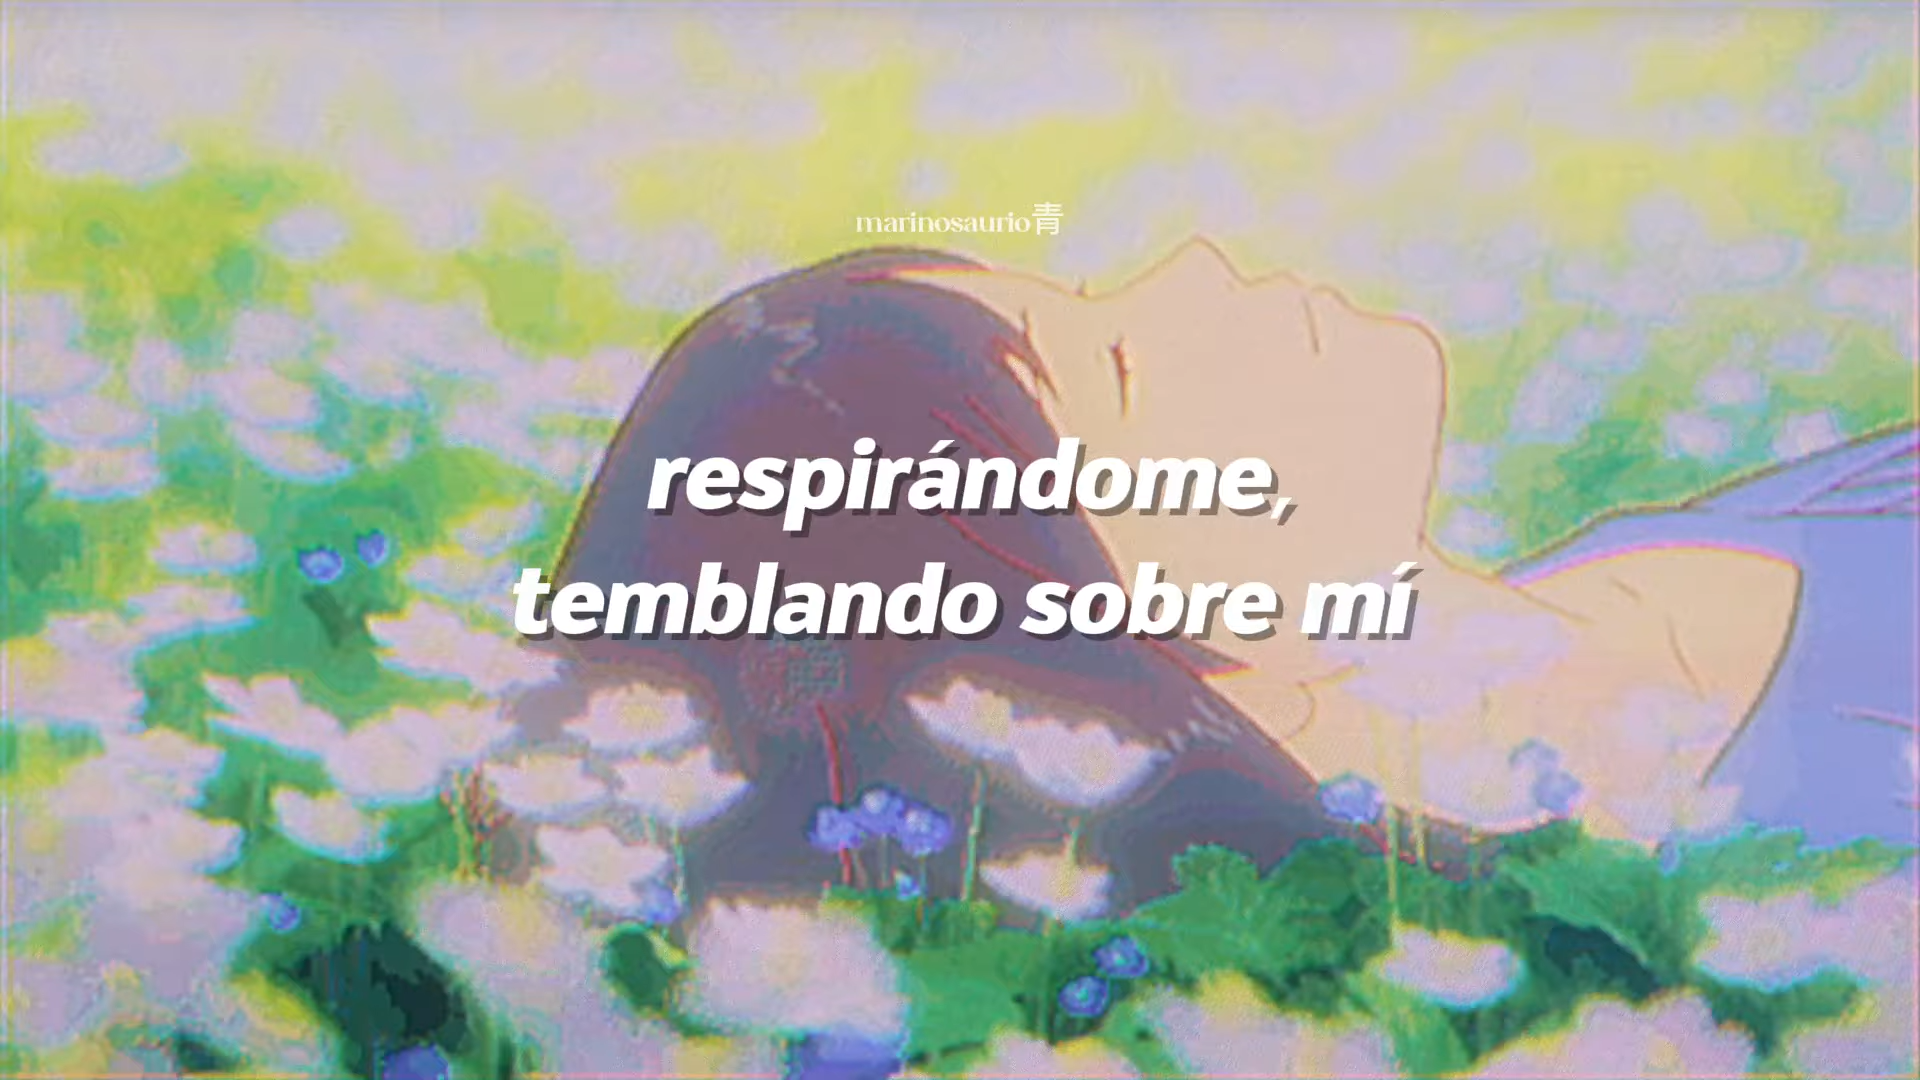 marinosaurio青
respirándome,
temblando sobre mí